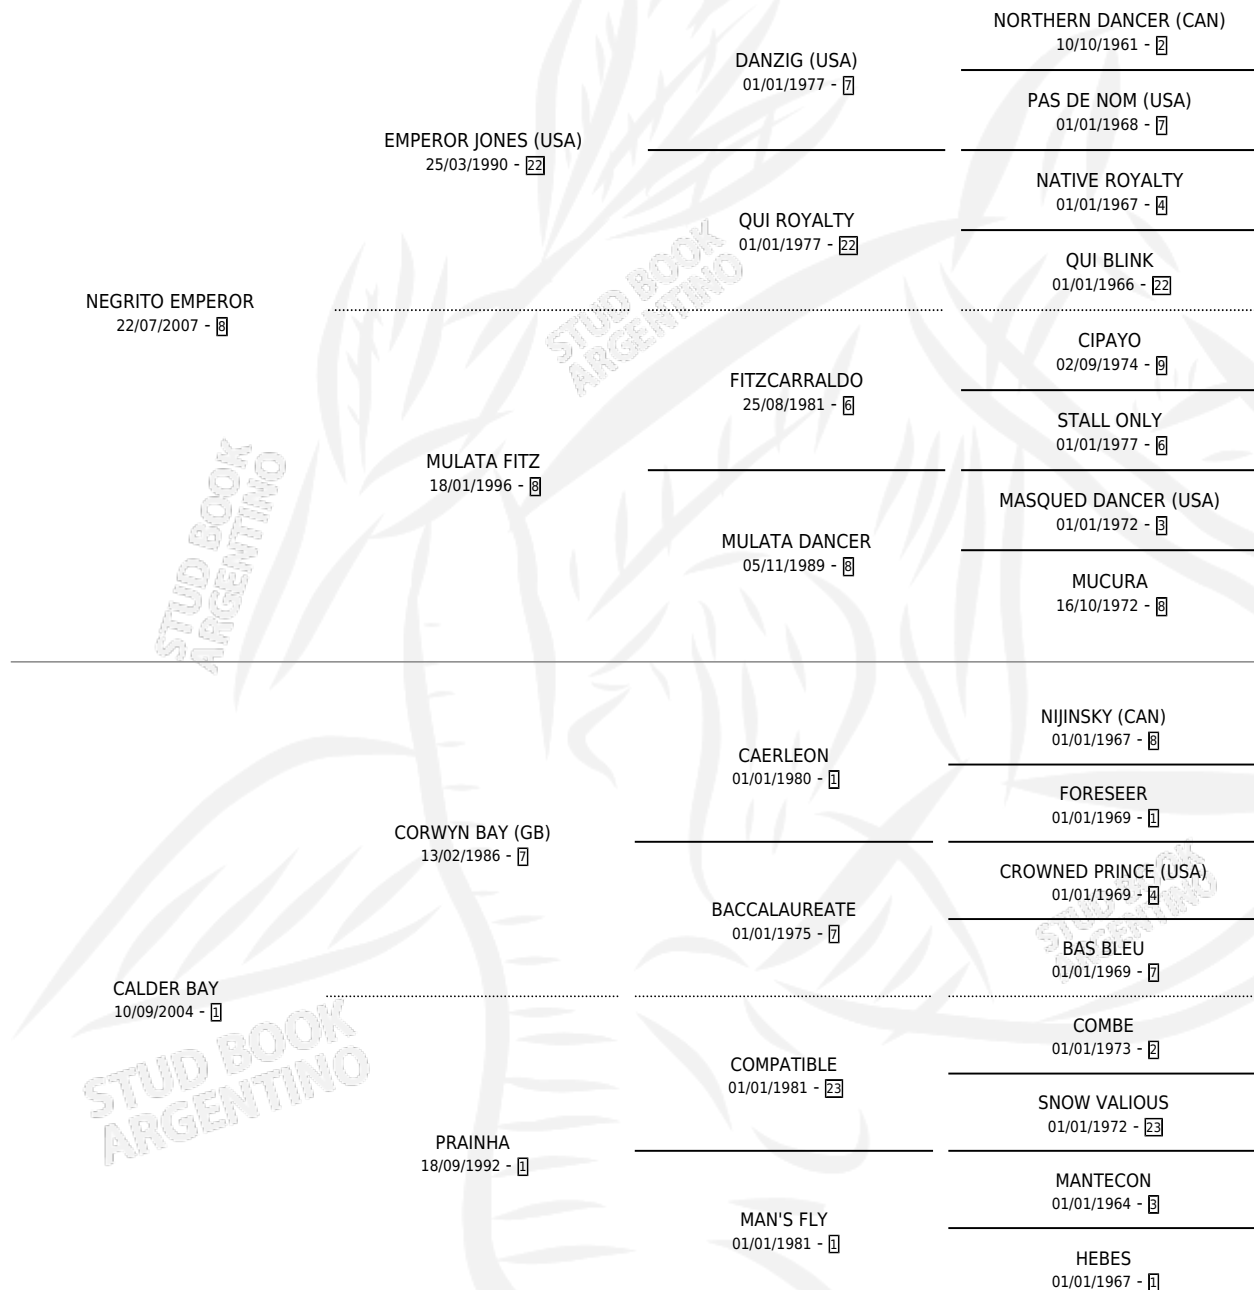 NORTHERN DANCER (CAN)
10/10/1961 - 2
DANZIG (USA)
01/01/1977 - 7
PAS DE NOM (USA)
01/01/1968 - 7
EMPEROR JONES (USA)
25/03/1990 - 22
NATIVE ROYALTY
01/01/1967 - 4
QUI ROYALTY
01/01/1977 - 22
QUI BLINK
01/01/1966 - 22
NEGRITO EMPEROR
22/07/2007 - 8
STUD BOOK
ARGENTINO
CIPAYO
02/09/1974 - 9
FITZCARRALDO
25/08/1981 - 6
STALL ONLY
01/01/1977 - 6
MULATA FITZ
18/01/1996 - 8
MASQUED DANCER (USA)
01/01/1972 - 3
MULATA DANCER
05/11/1989 - 8
MUCURA
16/10/1972 - 8
STUD BOOK
ARGENTINO
NIJINSKY (CAN)
01/01/1967 - 8
CAERLEON
01/01/1980 - 1
FORESEER
01/01/1969 - 1
CORWYN BAY (GB)
13/02/1986 - 7
CROWNED PRINCE (USA)
01/01/1969 - 4
STUD BOOK
ARGENTINO
BACCALAUREATE
01/01/1975 - 7
BAS BLEU
01/01/1969 - 7
CALDER BAY
10/09/2004 - 1
STUD BOOK
ARGENTINO
COMBE
01/01/1973 - 2
COMPATIBLE
01/01/1981 - 23
SNOW VALIOUS
01/01/1972 - 23
PRAINHA
18/09/1992 - 1
MANTECON
01/01/1964 - 3
MAN'S FLY
01/01/1981 - 1
HEBES
01/01/1967 - 1